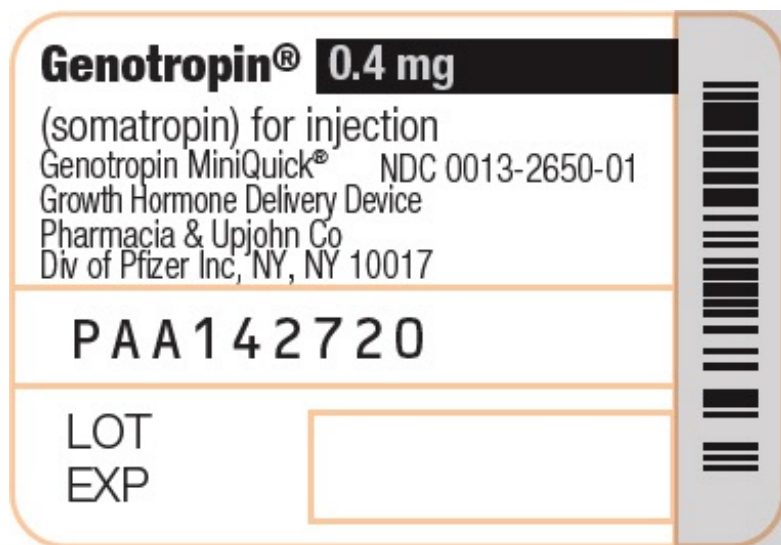 Genotropin® 0.4 mg
(somatropin) for injection
Genotropin MiniQuick® NDC 0013-2650-01
Growth Hormone Delivery Device
Pharmacia & Upjohn Co
Div of Pfizer Inc, NY, NY 10017
PAA142720
LOT
EXP